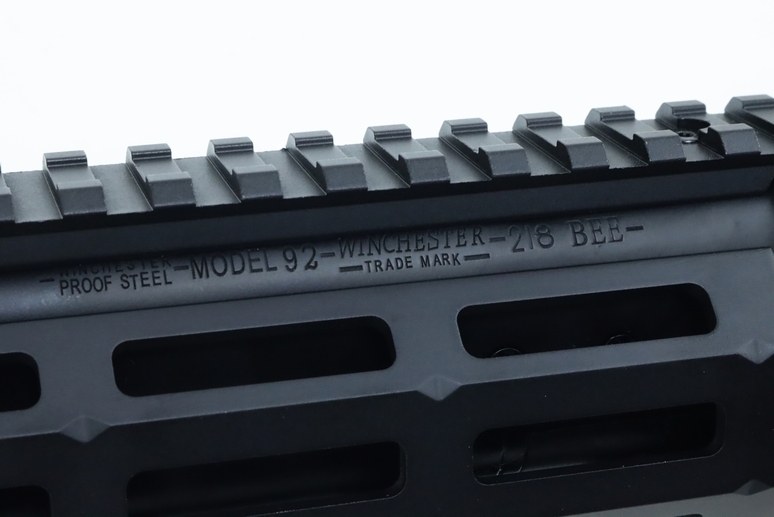 -WINCHESTER PROOF STEEL-MODEL 92-WINCHESTER-218 BEE-
TRADE MARK